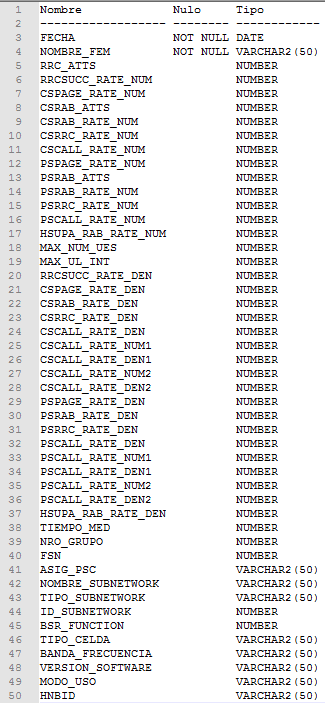 1 Nombre Nulo Tipo
2 ------------------ -------- ------------
3 FECHA NOT NULL DATE
4 NOMBRE_FEM NOT NULL VARCHAR2(50)
5 RRC_ATTS NUMBER
6 RRCSUCC_RATE_NUM NUMBER
7 CSPAGE_RATE_NUM NUMBER
8 CSRAB_ATTS NUMBER
9 CSRAB_RATE_NUM NUMBER
10 CSRRC_RATE_NUM NUMBER
11 CSCALL_RATE_NUM NUMBER
12 PSPAGE_RATE_NUM NUMBER
13 PSRAB_ATTS NUMBER
14 PSRAB_RATE_NUM NUMBER
15 PSRRC_RATE_NUM NUMBER
16 PSCALL_RATE_NUM NUMBER
17 HSUPA_RAB_RATE_NUM NUMBER
18 MAX_NUM_UES NUMBER
19 MAX_UL_INT NUMBER
20 RRCSUCC_RATE_DEN NUMBER
21 CSPAGE_RATE_DEN NUMBER
22 CSRAB_RATE_DEN NUMBER
23 CSRRC_RATE_DEN NUMBER
24 CSCALL_RATE_DEN NUMBER
25 CSCALL_RATE_NUM1 NUMBER
26 CSCALL_RATE_DEN1 NUMBER
27 CSCALL_RATE_NUM2 NUMBER
28 CSCALL_RATE_DEN2 NUMBER
29 PSPAGE_RATE_DEN NUMBER
30 PSRAB_RATE_DEN NUMBER
31 PSRRC_RATE_DEN NUMBER
32 PSCALL_RATE_DEN NUMBER
33 PSCALL_RATE_NUM1 NUMBER
34 PSCALL_RATE_DEN1 NUMBER
35 PSCALL_RATE_NUM2 NUMBER
36 PSCALL_RATE_DEN2 NUMBER
37 HSUPA_RAB_RATE_DEN NUMBER
38 TIEMPO_MED NUMBER
39 NRO_GRUPO NUMBER
40 FSN NUMBER
41 ASIG_PSC VARCHAR2(50)
42 NOMBRE_SUBNETWORK VARCHAR2(50)
43 TIPO_SUBNETWORK VARCHAR2(50)
44 ID_SUBNETWORK NUMBER
45 BSR_FUNCTION NUMBER
46 TIPO_CELDA VARCHAR2(50)
47 BANDA_FRECUENCIA VARCHAR2(50)
48 VERSION_SOFTWARE VARCHAR2(50)
49 MODO_USO VARCHAR2(50)
50 HNBID VARCHAR2(50)